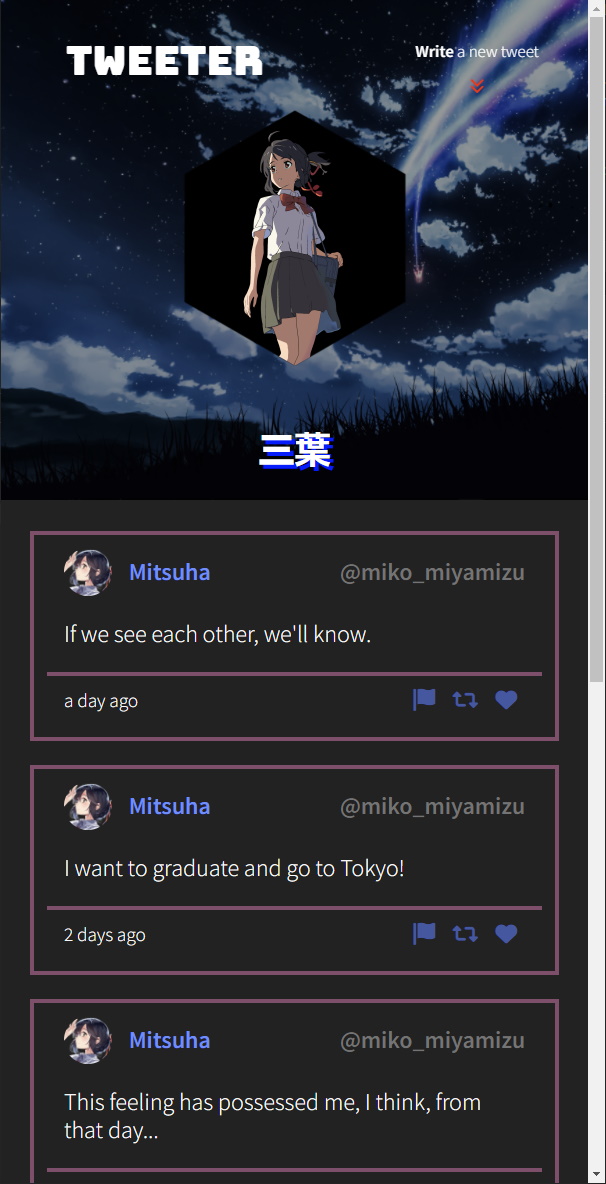 TWEETER
Write a new tweet
三葉
Mitsuha @miko_miyamizu
If we see each other, we'll know.
a day ago
Mitsuha @miko_miyamizu
I want to graduate and go to Tokyo!
2 days ago
Mitsuha @miko_miyamizu
This feeling has possessed me, I think, from
that day...